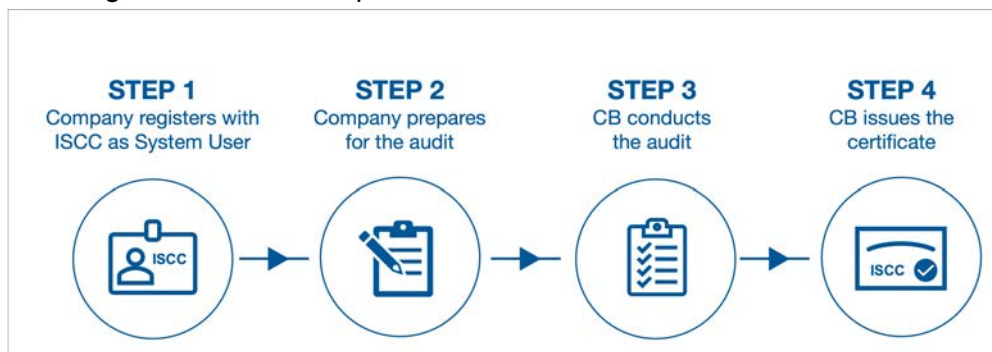 STEP 1
Company registers with
ISCC as System User
STEP 2
Company prepares
for the audit
STEP 3
CB conducts
the audit
STEP 4
CB issues the
certificate
ISCC
ISCC